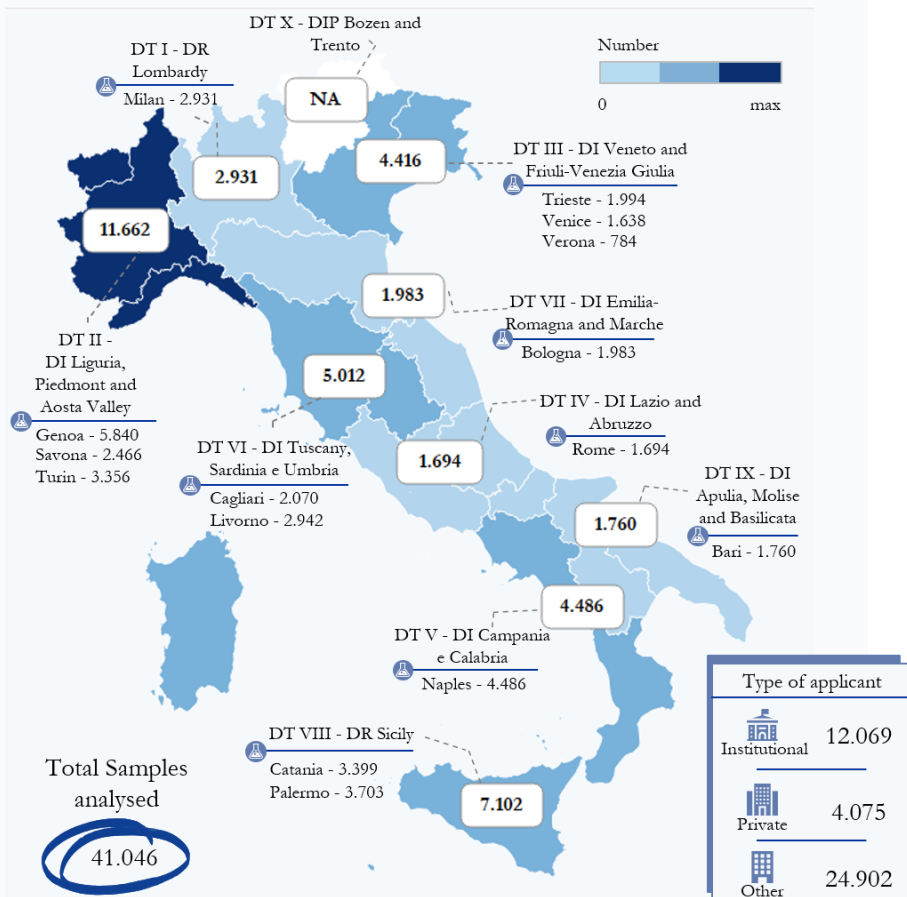 DT X - DIP Bozen and
Trento
NA
DT I - DR
Lombardy
Milan - 2.931
2.931
Number
0 max
DT III - DI Veneto and
Friuli-Venezia Giulia
Trieste - 1.994
Venice - 1.638
Verona - 784
4.416
11.662
DT II -
DI Liguria,
Piedmont and
Aosta Valley
Genoa - 5.840
Savona - 2.466
Turin - 3.356
1.983
DT VII - DI Emilia-
Romagna and Marche
Bologna - 1.983
5.012
DT VI - DI Tuscany,
Sardinia e Umbria
Cagliari - 2.070
Livorno - 2.942
DT IV - DI Lazio and
Abruzzo
Rome - 1.694
1.694
DT IX - DI
Apulia, Molise
and Basilicata
Bari - 1.760
1.760
4.486
DT V - DI Campania
e Calabria
Naples - 4.486
DT VIII - DR Sicily
Catania - 3.399
Palermo - 3.703
7.102
Total Samples
analysed
41.046
Type of applicant
Institutional 12.069
Private 4.075
Other 24.902